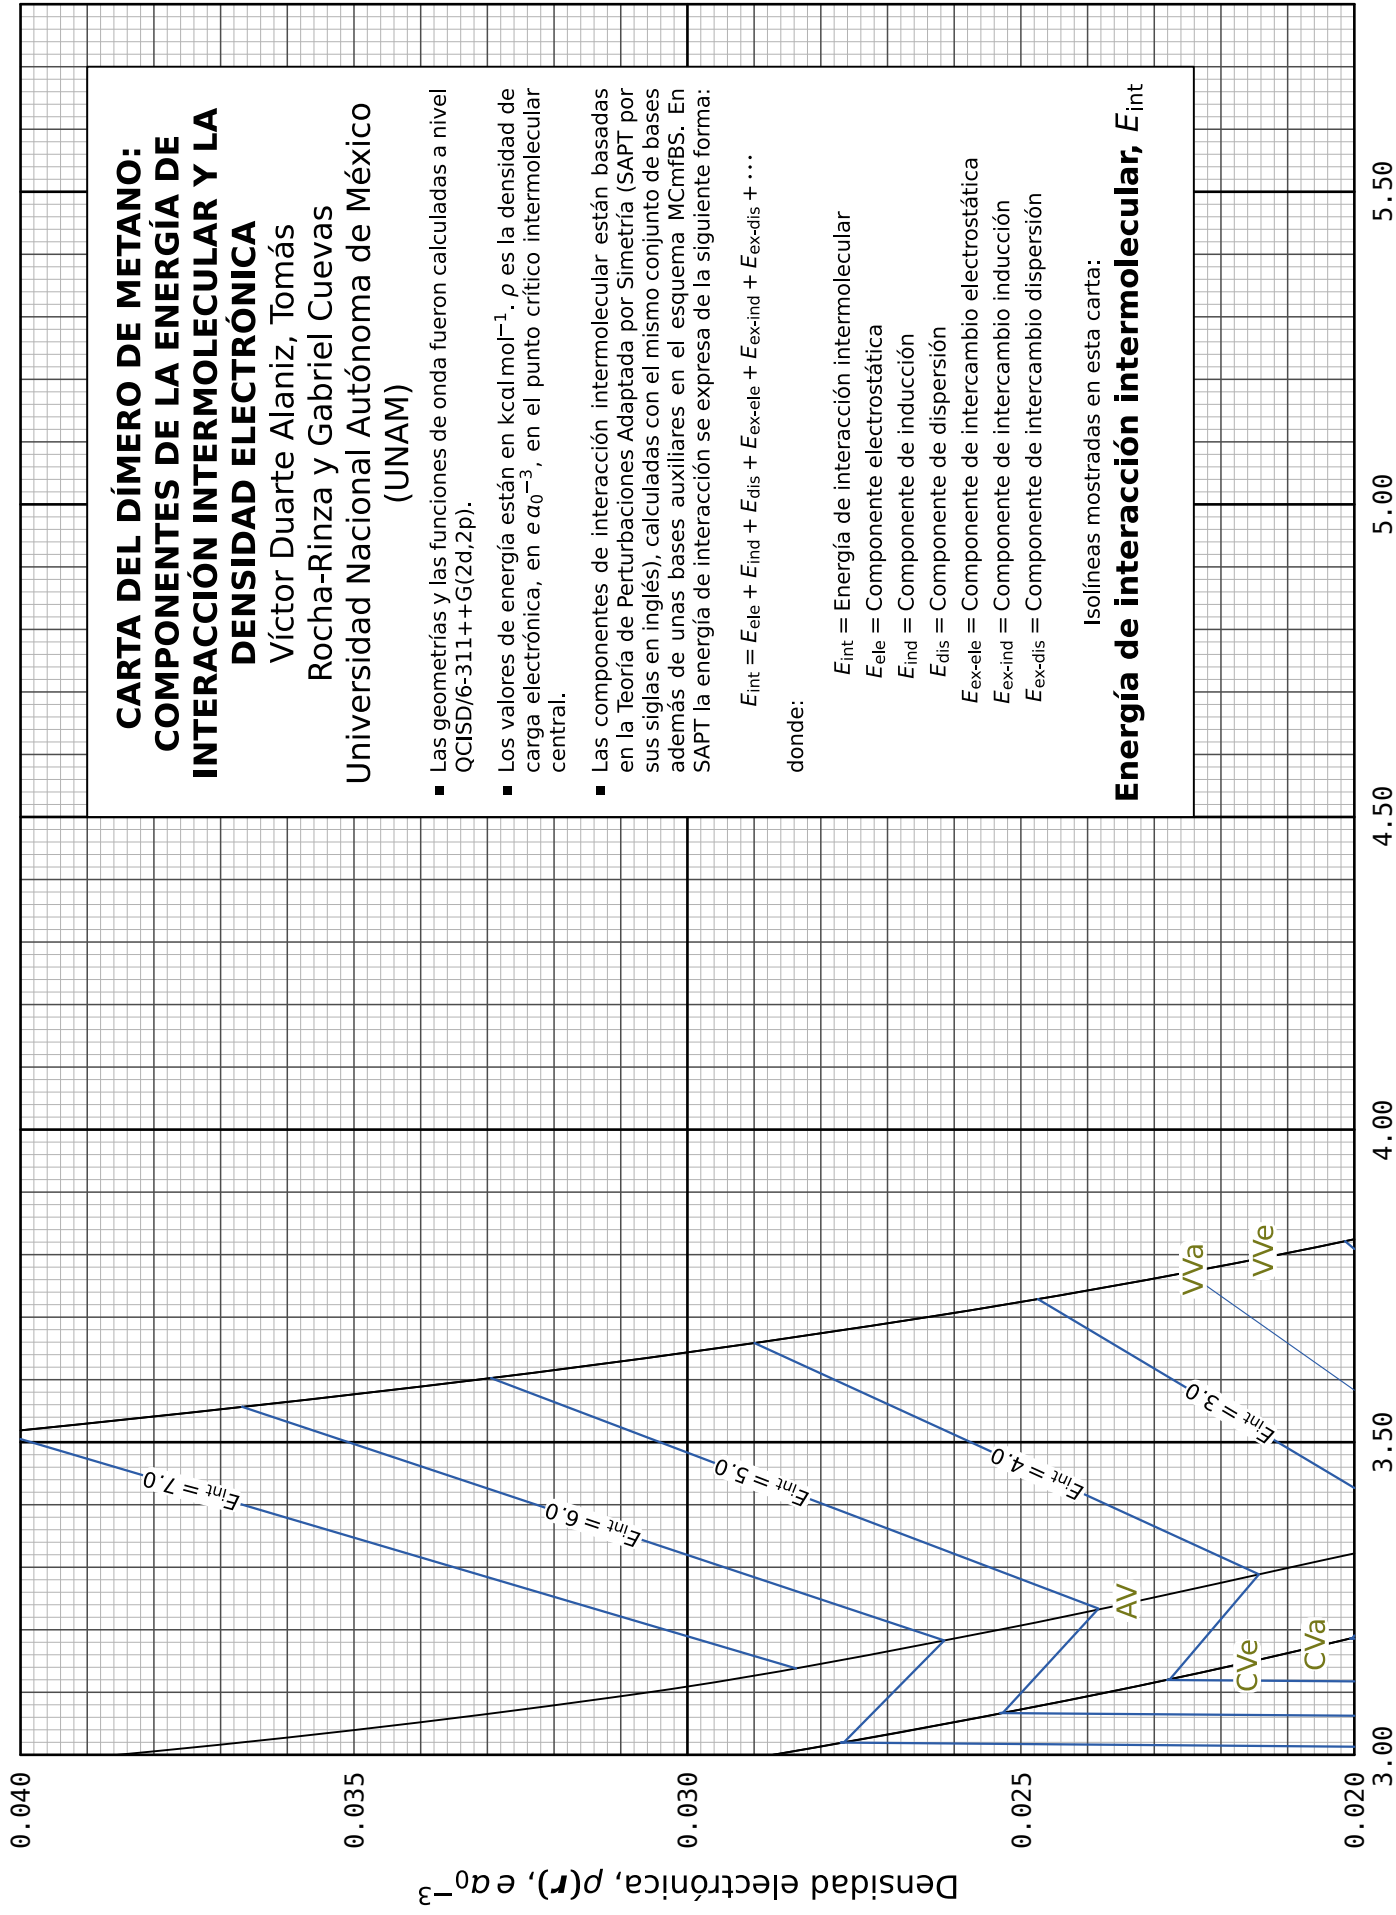 CARTA DEL DÍMERO DE METANO:
COMPONENTES DE LA ENERGÍA DE
INTERACCIÓN INTERMOLECULAR Y LA
DENSIDAD ELECTRÓNICA
Víctor Duarte Alaniz, Tomás
Rocha-Rinza y Gabriel Cuevas
Universidad Nacional Autónoma de México
(UNAM)
▪ Las geometrías y las funciones de onda fueron calculadas a nivel
QCISD/6-311++G(2d,2p).
▪ Los valores de energía están en kcal mol⁻¹. ρ es la densidad de
carga electrónica, en e a₀⁻³, en el punto crítico intermolecular
central.
▪ Las componentes de interacción intermolecular están basadas
en la Teoría de Perturbaciones Adaptada por Simetría (SAPT por
sus siglas en inglés), calculadas con el mismo conjunto de bases
además de unas bases auxiliares en el esquema MCmfBS. En
SAPT la energía de interacción se expresa de la siguiente forma:
E_int = E_ele + E_ind + E_dis + E_ex-ele + E_ex-ind + E_ex-dis + ···
donde:
E_int = Energía de interacción intermolecular
E_ele = Componente electrostática
E_ind = Componente de inducción
E_dis = Componente de dispersión
E_ex-ele = Componente de intercambio electrostática
E_ex-ind = Componente de intercambio inducción
E_ex-dis = Componente de intercambio dispersión
Isolíneas mostradas en esta carta:
Energía de interacción intermolecular, E_int
E_int = 7.0
E_int = 6.0
E_int = 5.0
E_int = 4.0
E_int = 3.0
VVa
VVe
AV
CVe
CVa
0.040
0.035
0.030
0.025
0.020
Densidad electrónica, ρ(r), e a₀⁻³
3.00
3.50
4.00
4.50
5.00
5.50